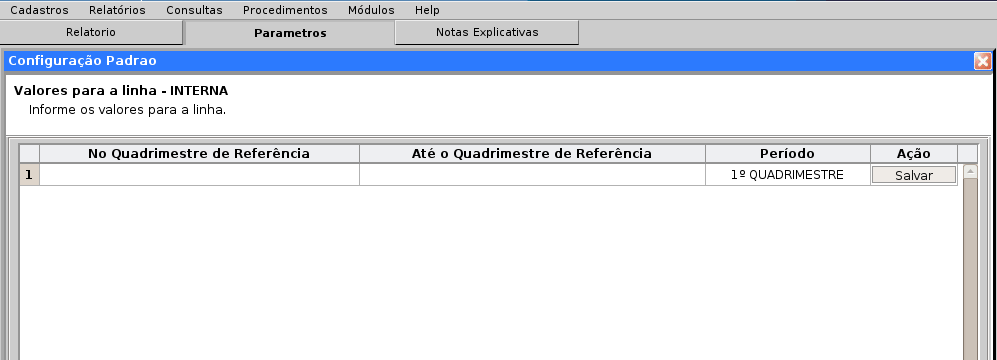 Cadastros Relatórios Consultas Procedimentos Módulos Help
Relatorio Parametros Notas Explicativas
Configuração Padrao
Valores para a linha - INTERNA
Informe os valores para a linha.
No Quadrimestre de Referência Até o Quadrimestre de Referência Período Ação
1 1º QUADRIMESTRE Salvar